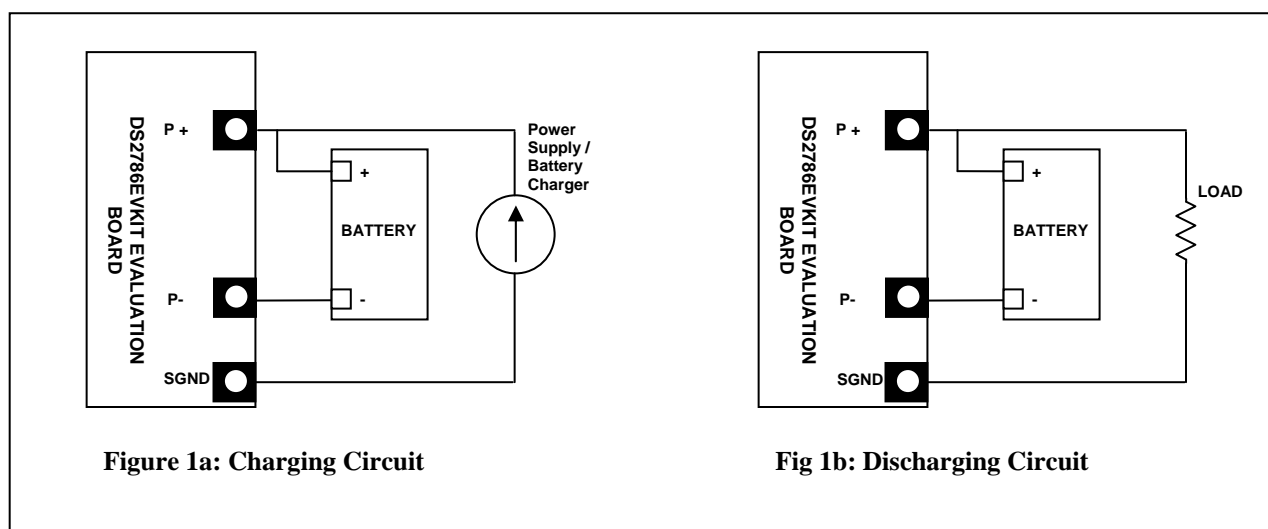 DS2786EVKIT EVALUATION
BOARD
P +
P-
SGND
+
BATTERY
-
Power
Supply /
Battery
Charger
Figure 1a: Charging Circuit
DS2786EVKIT EVALUATION
BOARD
P +
P-
SGND
+
BATTERY
-
LOAD
Fig 1b: Discharging Circuit